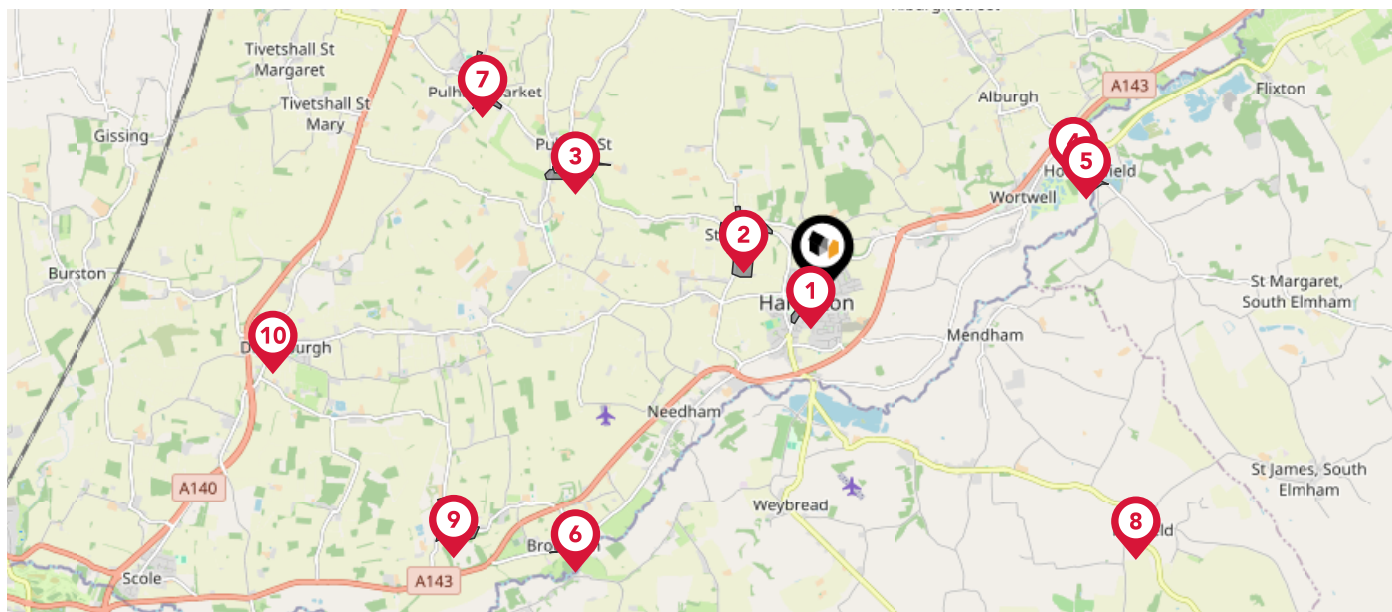 Tivetshall St
Margaret
7
A143
Flixton
Alburgh
Tivetshall St
Mary
Gissing
3
4
5
Wortwell
2
Burston
1
St Margaret,
South Elmham
10
Mendham
Needham
A140
St James, South
Elmham
Weybread
9
8
6
Scole
A143